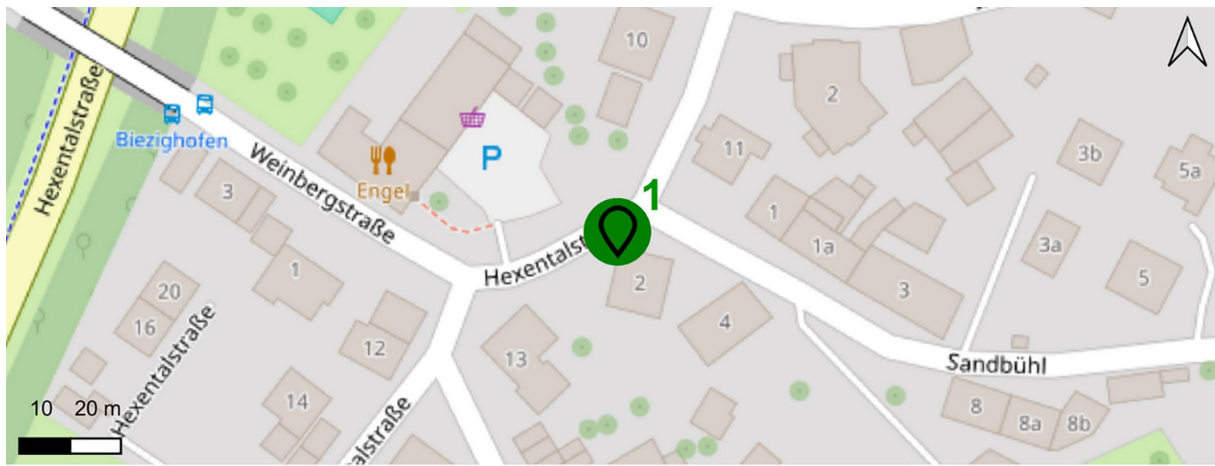 10
2
11
3b
5a
P
Biezighofen
Engel
Hexentalstraße
Weinbergstraße
3
1
1
1a
3a
5
3
Hexentalst
2
1
20
16
4
12
13
Hexentalstraße
14
Sandbühl
8
8a
8b
alstraße
10 20 m